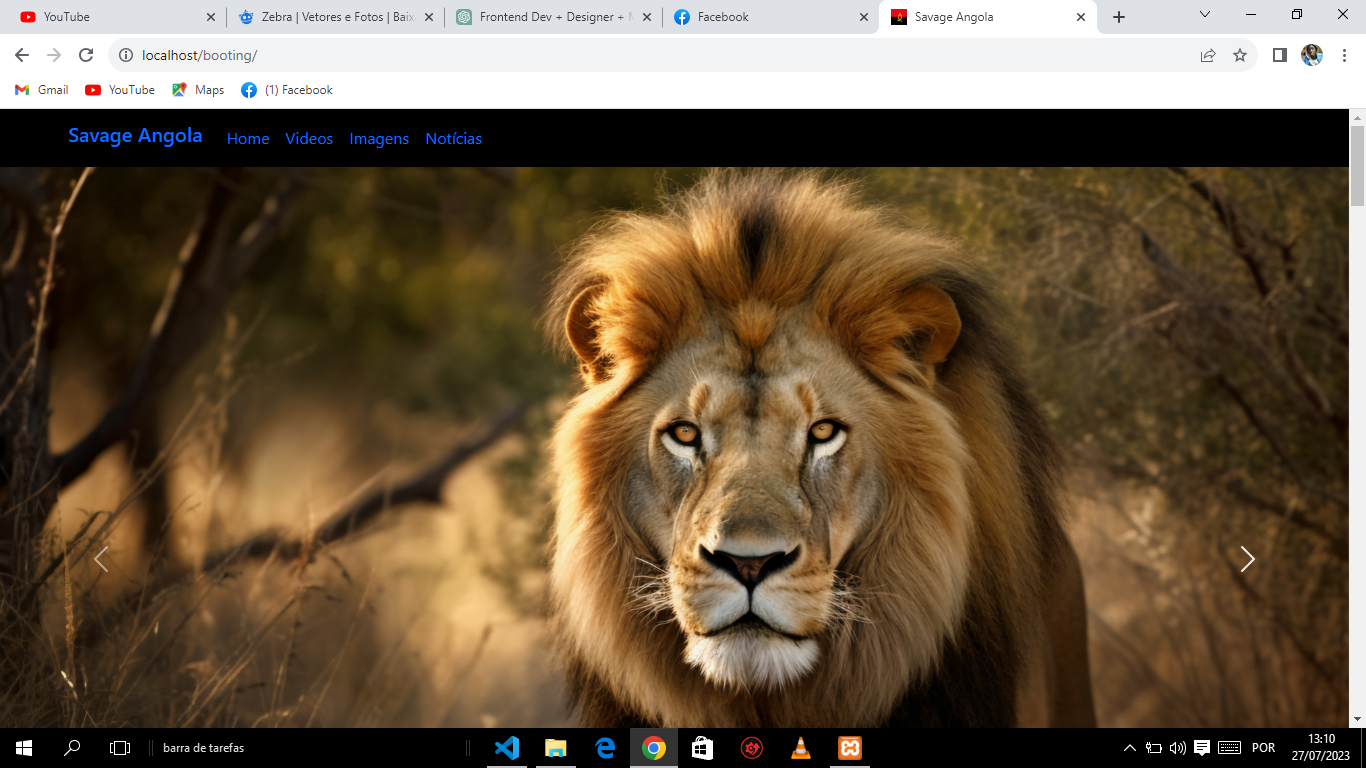 YouTube
Zebra | Vetores e Fotos | Baix
Frontend Dev + Designer +
Facebook
Savage Angola
localhost/booting/
Gmail
YouTube
Maps
(1) Facebook
Savage Angola
Home
Videos
Imagens
Notícias
barra de tarefas
POR
13:10
27/07/2023